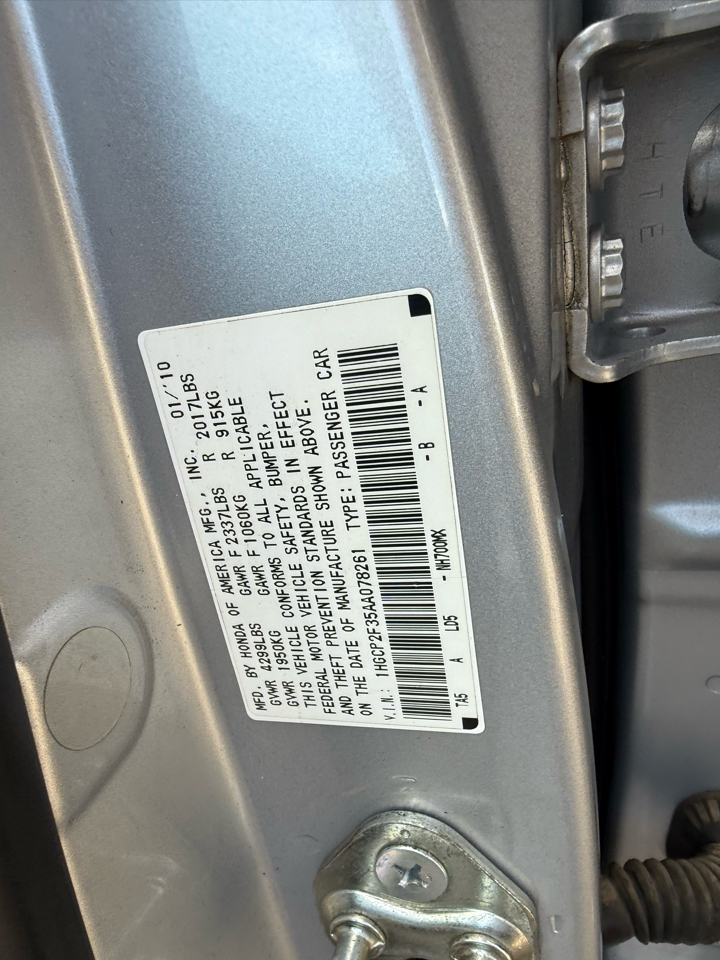 MFD. BY HONDA OF AMERICA MFG., INC. 01/'10
GVWR 4299LBS GAWR F 2337LBS R 2017LBS
GVWR 1950KG GAWR F 1060KG R 915KG
THIS VEHICLE CONFORMS TO ALL APPLICABLE
FEDERAL MOTOR VEHICLE SAFETY, BUMPER,
AND THEFT PREVENTION STANDARDS IN EFFECT
ON THE DATE OF MANUFACTURE SHOWN ABOVE.
V.I.N.: 1HGCP2F35AA078261 TYPE: PASSENGER CAR
TA5 A LD5 - NH700MX - B - A
HTE